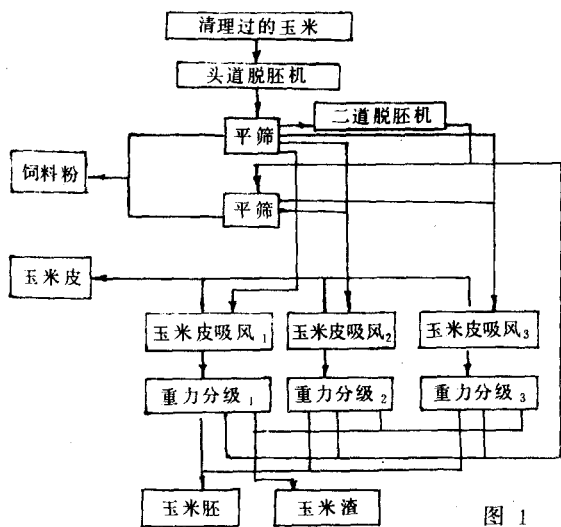 清理过的玉米
头道脱胚机
二道脱胚机
平筛
饲料粉
平筛
玉米皮
玉米皮吸风1
玉米皮吸风2
玉米皮吸风3
重力分级1
重力分级2
重力分级3
玉米胚
玉米渣
图 1